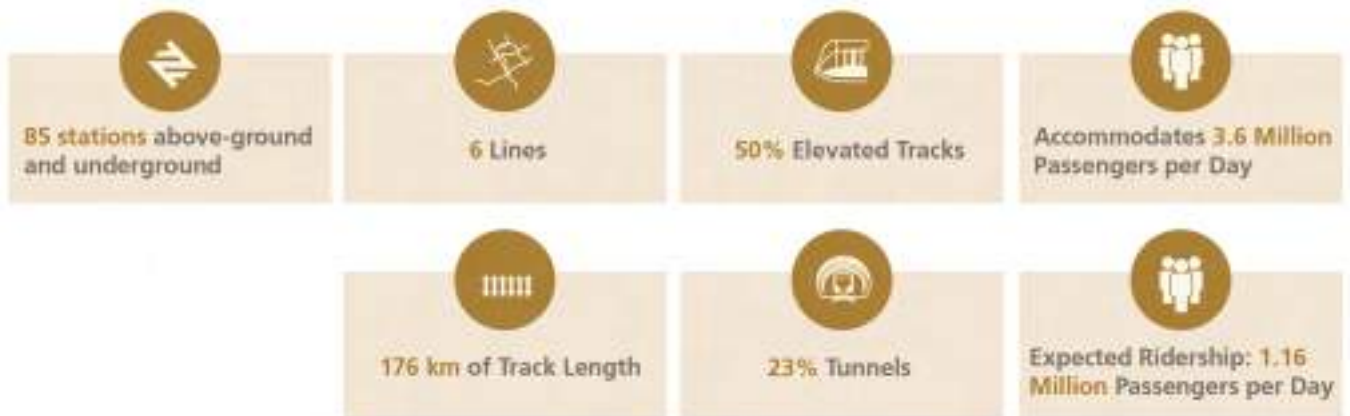 85 stations above-ground
and underground
6 Lines
50% Elevated Tracks
Accommodates 3.6 Million
Passengers per Day
176 km of Track Length
23% Tunnels
Expected Ridership: 1.16
Million Passengers per Day